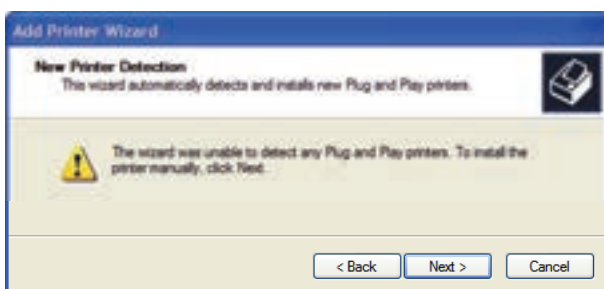 Add Printer Wizard
New Printer Detection
This wizard automatically detects and installs new Plug and Play printers.
The wizard was unable to detect any Plug and Play printers. To install the
printer manually, click Next.
< Back
Next >
Cancel